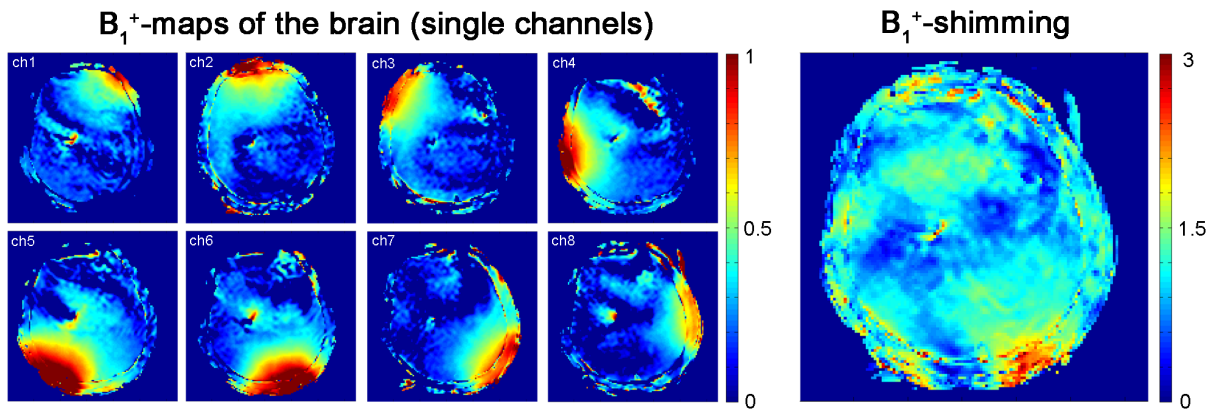 B₁⁺-maps of the brain (single channels)
B₁⁺-shimming
ch1
ch2
ch3
ch4
1
3
0.5
1.5
ch5
ch6
ch7
ch8
0
0